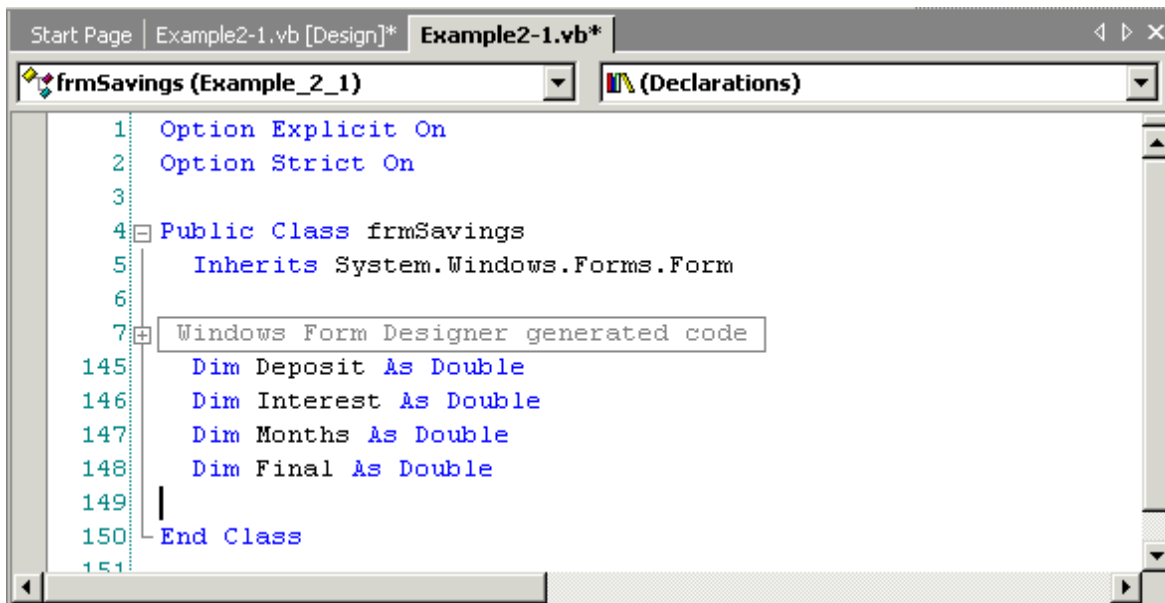 Start Page Example2-1.vb [Design]* Example2-1.vb*
frmSavings (Example_2_1) (Declarations)
1 Option Explicit On
2 Option Strict On
3
4 Public Class frmSavings
5 Inherits System.Windows.Forms.Form
6
7 Windows Form Designer generated code
145 Dim Deposit As Double
146 Dim Interest As Double
147 Dim Months As Double
148 Dim Final As Double
149
150 End Class
151